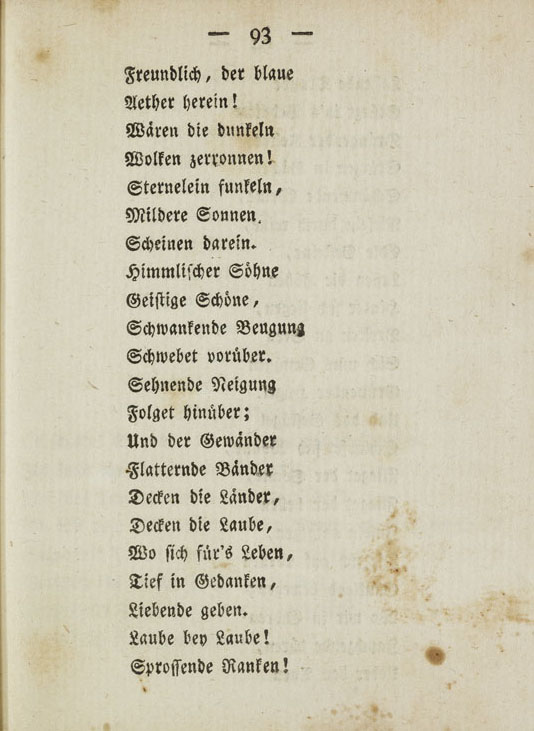 — 93 —
Freundlich, der blaue
Aether herein!
Wären die dunkeln
Wolken zerronnen!
Sternelein funkeln,
Mildere Sonnen
Scheinen darein.
Himmlischer Söhne
Geistige Schöne,
Schwankende Beugung
Schwebet vorüber.
Sehnende Neigung
Folget hinüber;
Und der Gewänder
Flatternde Bänder
Decken die Länder,
Decken die Laube,
Wo sich für's Leben,
Tief in Gedanken,
Liebende geben.
Laube bey Laube!
Sprossende Ranken!